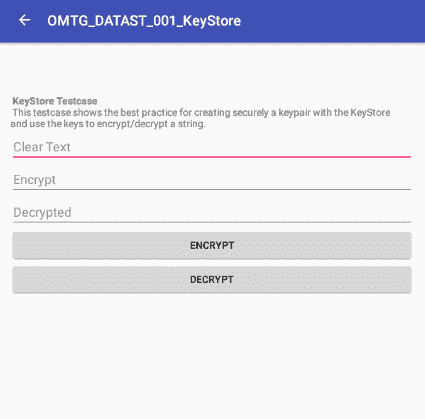 OMTG_DATAST_001_KeyStore
KeyStore Testcase
This testcase shows the best practice for creating securely a keypair with the KeyStore
and use the keys to encrypt/decrypt a string.
Clear Text
Encrypt
Decrypted
ENCRYPT
DECRYPT